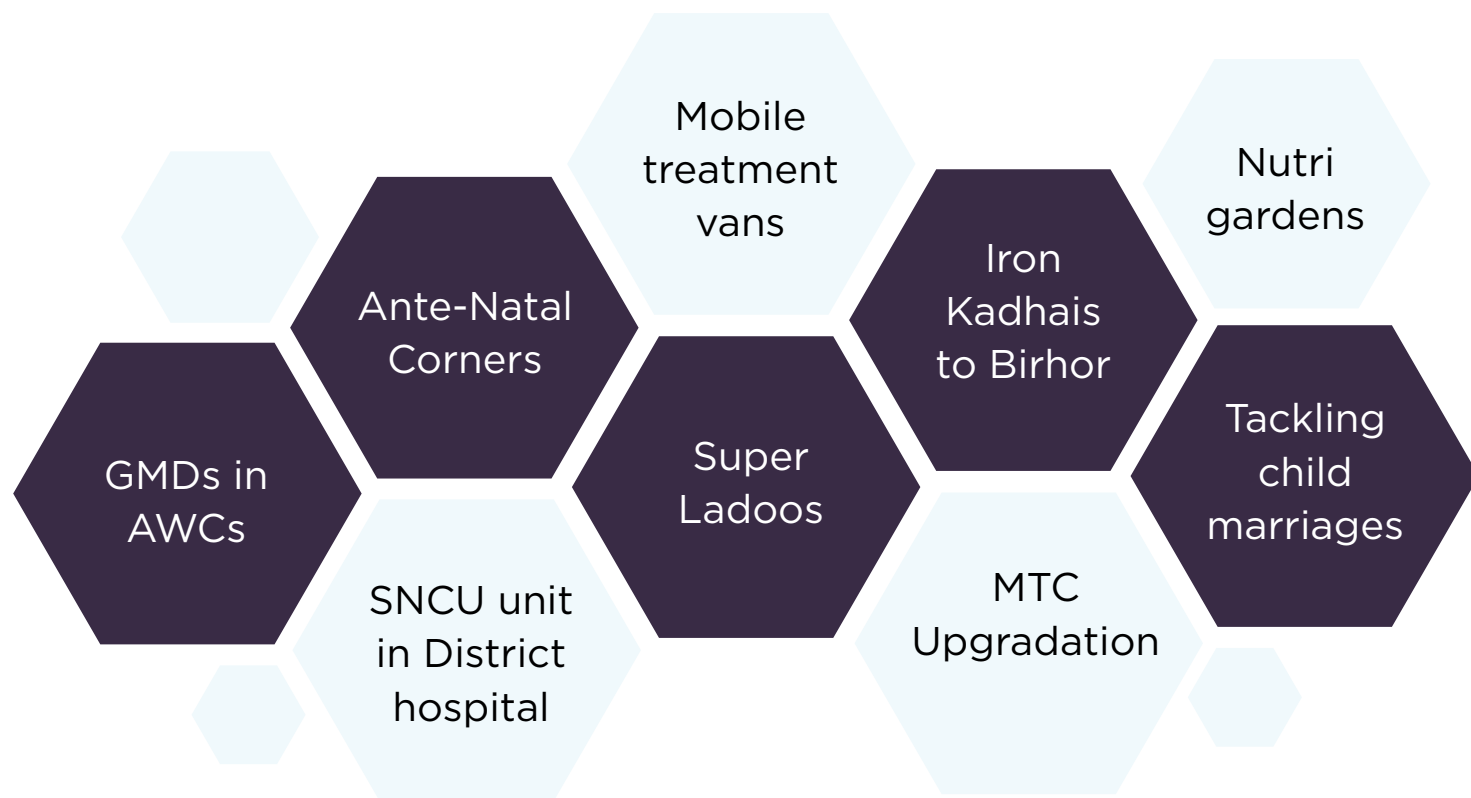 Mobile
treatment
vans
Nutri
gardens
Ante-Natal
Corners
Iron
Kadhais
to Birhor
GMDs in
AWCs
Super
Ladoos
Tackling
child
marriages
SNCU unit
in District
hospital
MTC
Upgradation